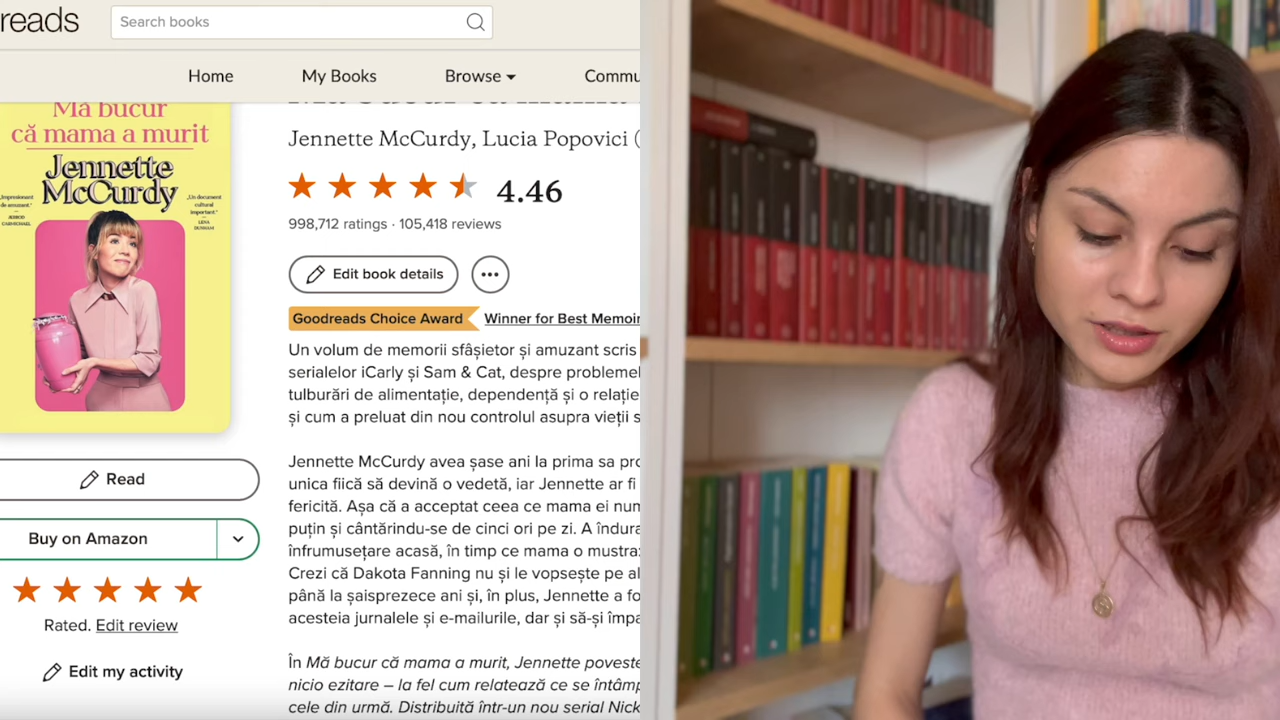 reads
Search books
Home
My Books
Browse
Commu
Mă bucur
că mama a murit
Jennette
McCurdy
Jennette McCurdy, Lucia Popovici (
4.46
998,712 ratings · 105,418 reviews
Edit book details
Goodreads Choice Award
Winner for Best Memoir
Un volum de memorii sfâșietor și amuzant scris
serialelor iCarly și Sam & Cat, despre problemel
tulburări de alimentație, dependență și o relație
și cum a preluat din nou controlul asupra vieții s
Jennette McCurdy avea șase ani la prima sa pro
unica fiică să devină o vedetă, iar Jennette ar fi
fericită. Așa că a acceptat ceea ce mama ei num
puțin și cântărindu-se de cinci ori pe zi. A îndura
înfrumusețare acasă, în timp ce mama o mustra:
Crezi că Dakota Fanning nu și le vopsește pe al
până la șaisprezece ani și, în plus, Jennette a fo
acesteia jurnalele și e-mailurile, dar și să-și împa
În Mă bucur că mama a murit, Jennette poveste
nicio ezitare – la fel cum relatează ce se întâmp
cele din urmă. Distribuită într-un nou serial Nick
Read
Buy on Amazon
Rated. Edit review
Edit my activity